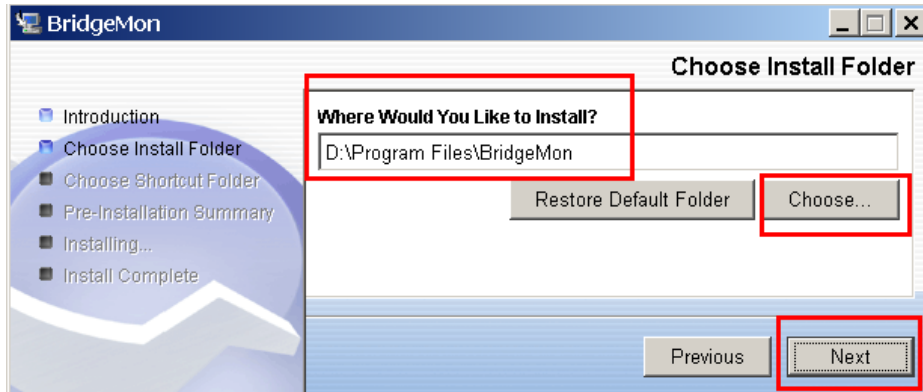 BridgeMon
Choose Install Folder
Introduction
Choose Install Folder
Choose Shortcut Folder
Pre-Installation Summary
Installing...
Install Complete
Where Would You Like to Install?
D:\Program Files\BridgeMon
Restore Default Folder
Choose...
Previous
Next